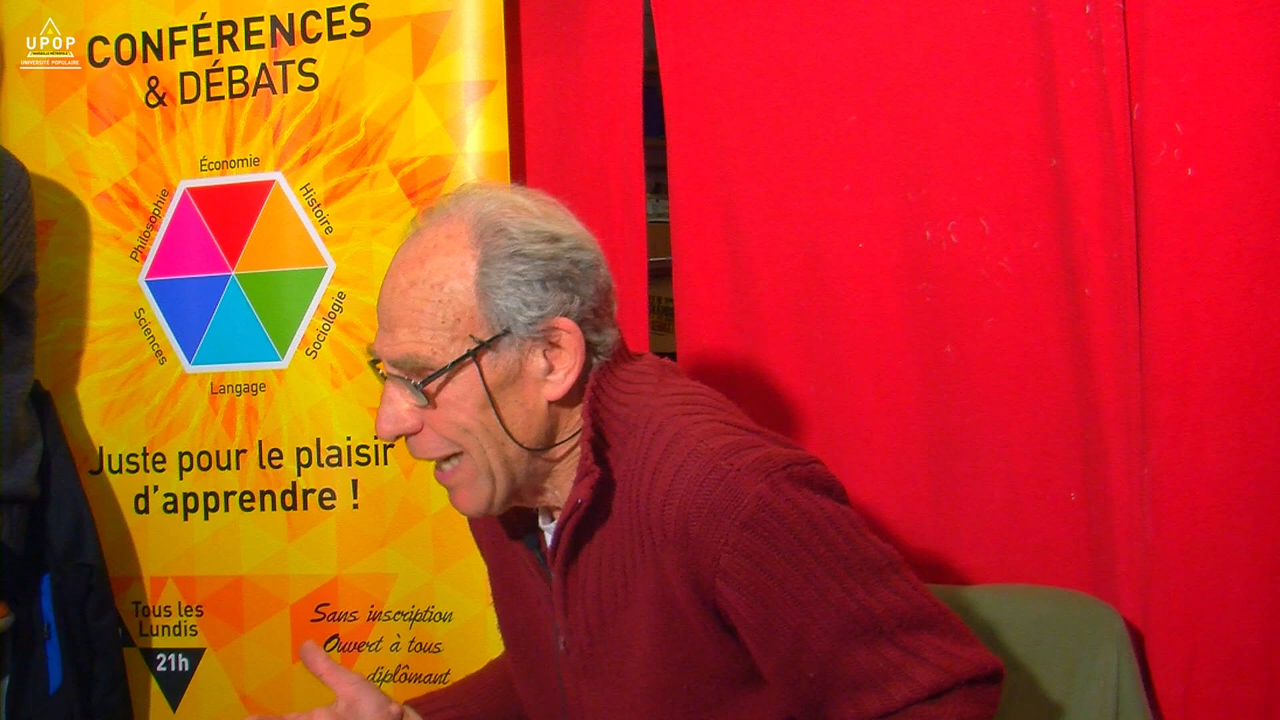 UPOP
UNIVERSITÉ POPULAIRE
CONFÉRENCES
& DÉBATS
Économie
Histoire
Philosophie
Sociologie
Sciences
Langage
Juste pour le plaisir
d'apprendre !
Tous les
Lundis
21h
Sans inscription
Ouvert à tous
diplômant